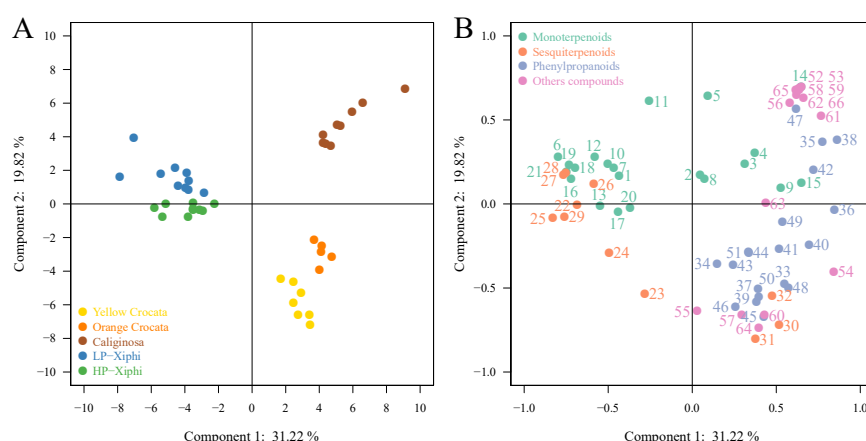 A
10
8
6
4
2
0
−2
−4
−6
−8
−10
−10 −8 −6 −4 −2 0 2 4 6 8 10
Component 2: 19.82 %
Component 1: 31.22 %
Yellow Crocata
Orange Crocata
Caliginosa
LP−Xiphi
HP−Xiphi
B
1.0
0.5
0.0
−0.5
−1.0
−1.0 −0.5 0.0 0.5 1.0
Component 2: 19.82 %
Component 1: 31.22 %
Monoterpenoids
Sesquiterpenoids
Phenylpropanoids
Others compounds
14 52 53
65 58 59
56 62 66
61
47
11 5
35 38
6 12
19 10
4
21 28 18 7 3 42
27 26 1 2 8 9 15
16
13 20 63 36
22
25 29 17 49
24 51 44 41 40
34 43 54
23 37 50 33
48
39 32
46
55 57 45 60
64 30
31